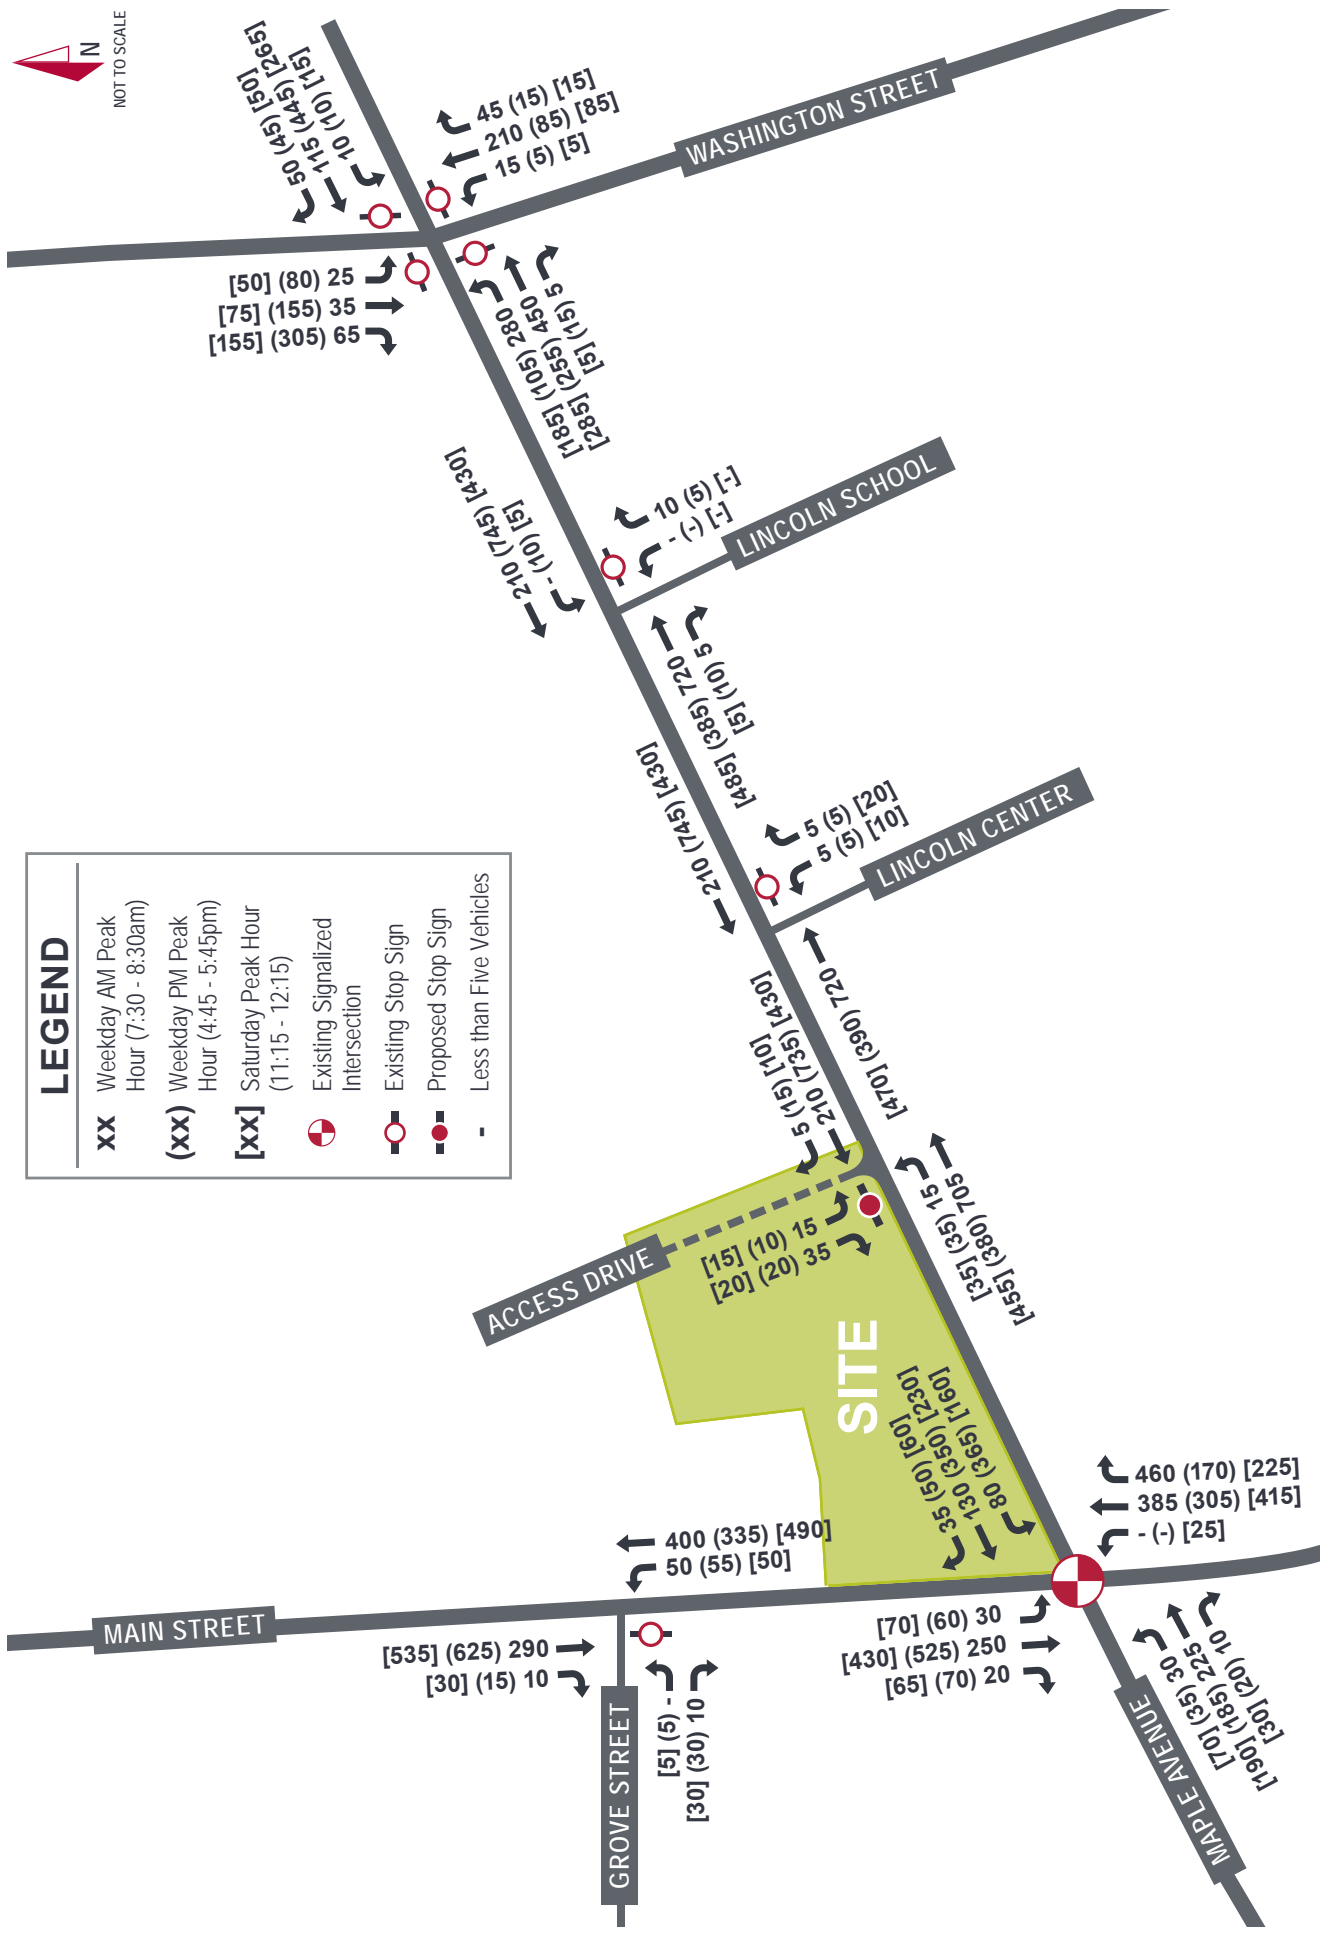 N
NOT TO SCALE
50 (45) [50]
115 (445) [265]
10 (10) [15]
45 (15) [15]
210 (85) [85]
15 (5) [5]
WASHINGTON STREET
[50] (80) 25
[75] (155) 35
[155] (305) 65
[185] (105) 280
[285] (255) 450
[5] (15) 5
210 (745) [430]
- (10) [5]
10 (5) [-]
- (-) [-]
LINCOLN SCHOOL
[485] (385) 720
[5] (10) 5
210 (745) [430]
5 (5) [20]
5 (5) [10]
LINCOLN CENTER
LEGEND
XX Weekday AM Peak
Hour (7:30 - 8:30am)
(XX) Weekday PM Peak
Hour (4:45 - 5:45pm)
[XX] Saturday Peak Hour
(11:15 - 12:15)
Existing Signalized
Intersection
Existing Stop Sign
Proposed Stop Sign
- Less than Five Vehicles
5 (15) [10]
210 (735) [430]
[470] (390) 720
ACCESS DRIVE
[15] (10) 15
[20] (20) 35
[35] (35) 15
[455] (380) 705
SITE
35 (50) [60]
130 (350) [230]
80 (365) [160]
460 (170) [225]
385 (305) [415]
- (-) [25]
400 (335) [490]
50 (55) [50]
MAIN STREET
[535] (625) 290
[30] (15) 10
[70] (60) 30
[430] (525) 250
[65] (70) 20
GROVE STREET
[5] (5) -
[30] (30) 10
MAPLE AVENUE
[70] (35) 30
[190] (185) 225
[30] (20) 10